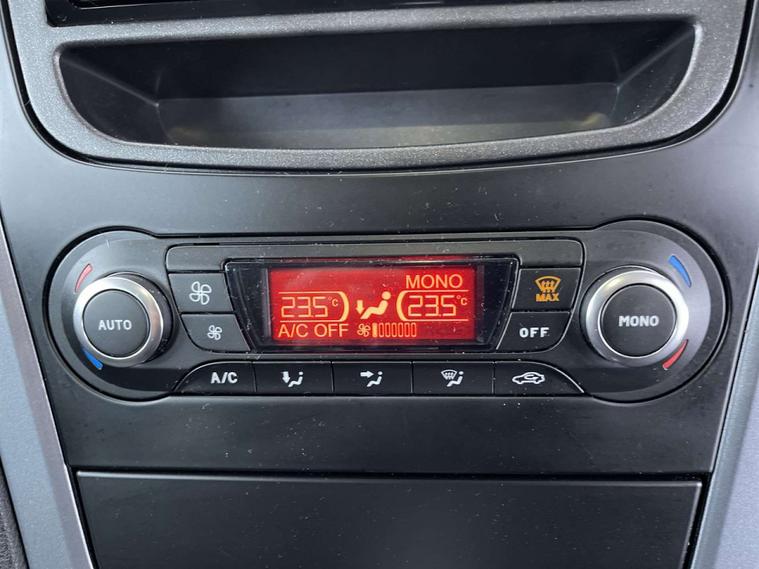 MONO
23.5°C 23.5°C
A/C OFF
AUTO
MAX
OFF
MONO
A/C